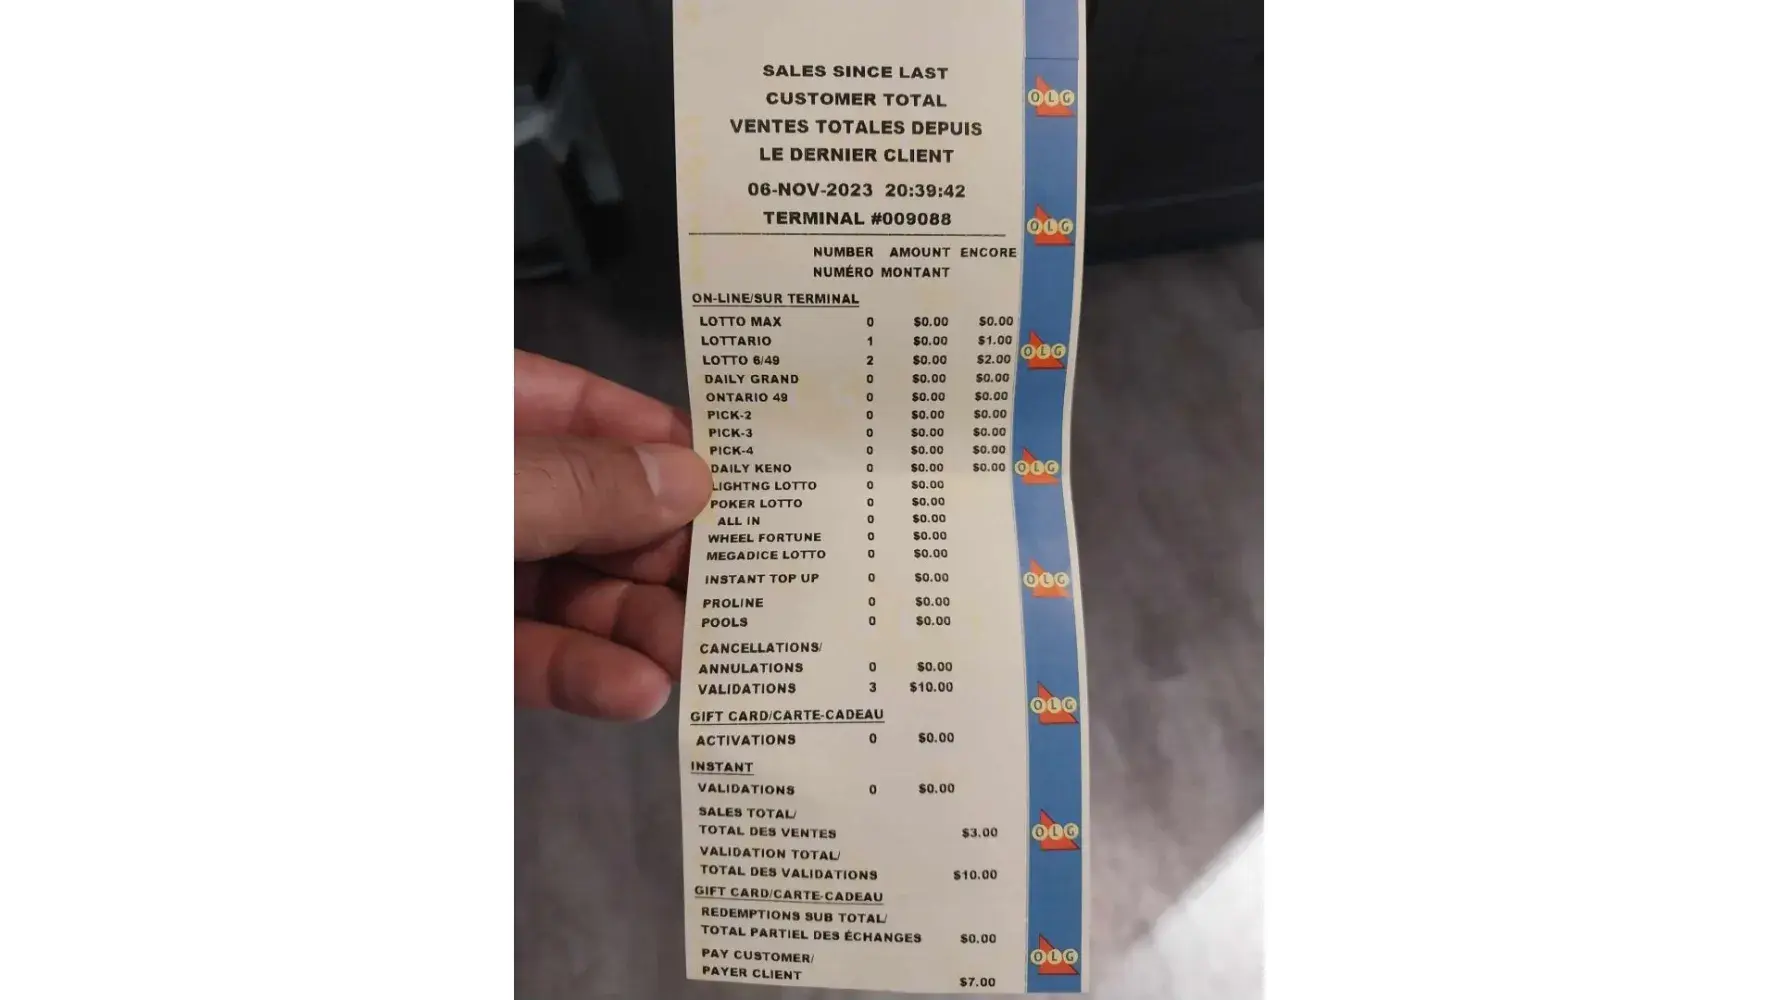 SALES SINCE LAST
CUSTOMER TOTAL
VENTES TOTALES DEPUIS
LE DERNIER CLIENT
06-NOV-2023 20:39:42
TERMINAL #009088
NUMBER AMOUNT ENCORE
NUMÉRO MONTANT
ON-LINE/SUR TERMINAL
LOTTO MAX 0 $0.00 $0.00
LOTTARIO 1 $0.00 $1.00
LOTTO 6/49 2 $0.00 $2.00
DAILY GRAND 0 $0.00 $0.00
ONTARIO 49 0 $0.00 $0.00
PICK-2 0 $0.00 $0.00
PICK-3 0 $0.00 $0.00
PICK-4 0 $0.00 $0.00
DAILY KENO 0 $0.00 $0.00
LIGHTNG LOTTO 0 $0.00
POKER LOTTO 0 $0.00
ALL IN 0 $0.00
WHEEL FORTUNE 0 $0.00
MEGADICE LOTTO 0 $0.00
INSTANT TOP UP 0 $0.00
PROLINE 0 $0.00
POOLS 0 $0.00
CANCELLATIONS/
ANNULATIONS 0 $0.00
VALIDATIONS 3 $10.00
GIFT CARD/CARTE-CADEAU
ACTIVATIONS 0 $0.00
INSTANT
VALIDATIONS 0 $0.00
SALES TOTAL/
TOTAL DES VENTES $3.00
VALIDATION TOTAL/
TOTAL DES VALIDATIONS $10.00
GIFT CARD/CARTE-CADEAU
REDEMPTIONS SUB TOTAL/
TOTAL PARTIEL DES ÉCHANGES $0.00
PAY CUSTOMER/
PAYER CLIENT $7.00
OLG
OLG
OLG
OLG
OLG
OLG
OLG
OLG